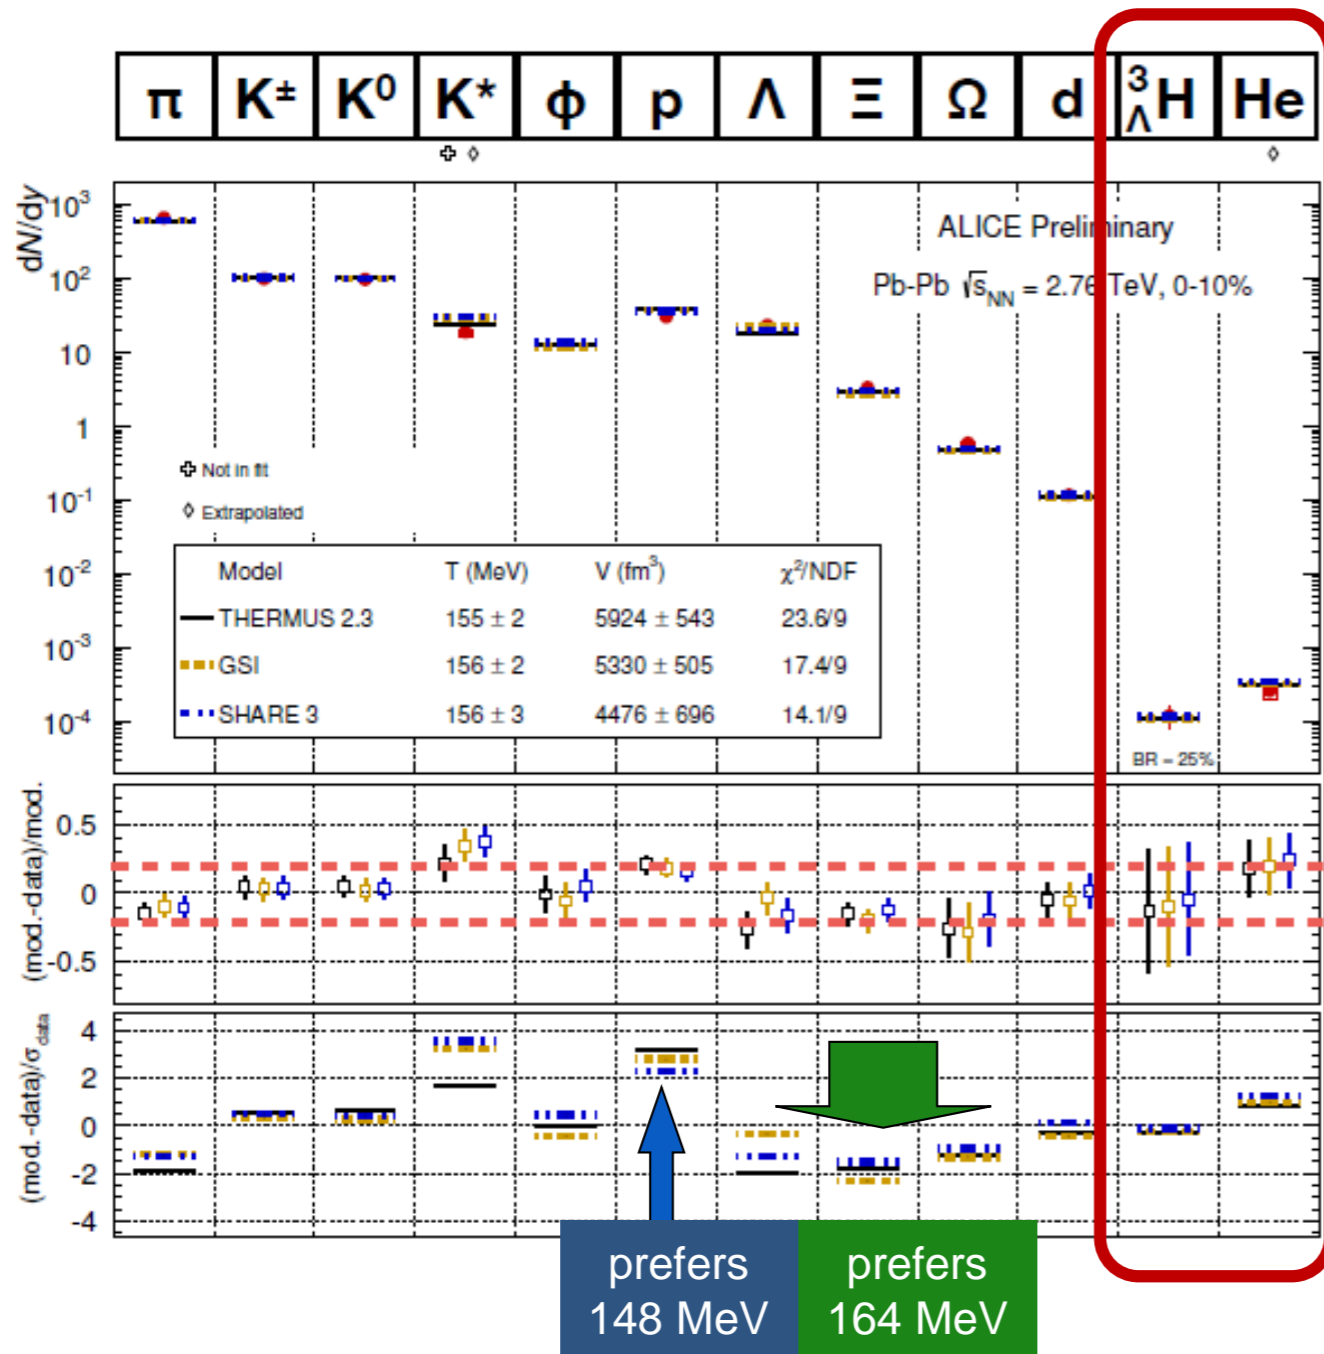 π K± K⁰ K* ϕ p Λ Ξ Ω d ³ΛH He
dN/dy
10³
10²
10
1
10⁻¹
10⁻²
10⁻³
10⁻⁴
ALICE Preliminary
Pb-Pb √sNN = 2.76 TeV, 0-10%
Not in fit
Extrapolated
Model T (MeV) V (fm³) χ²/NDF
THERMUS 2.3 155 ± 2 5924 ± 543 23.6/9
GSI 156 ± 2 5330 ± 505 17.4/9
SHARE 3 156 ± 3 4476 ± 696 14.1/9
BR = 25%
(mod.-data)/mod.
0.5
0
-0.5
(mod.-data)/σdata
4
2
0
-2
-4
prefers
148 MeV
prefers
164 MeV